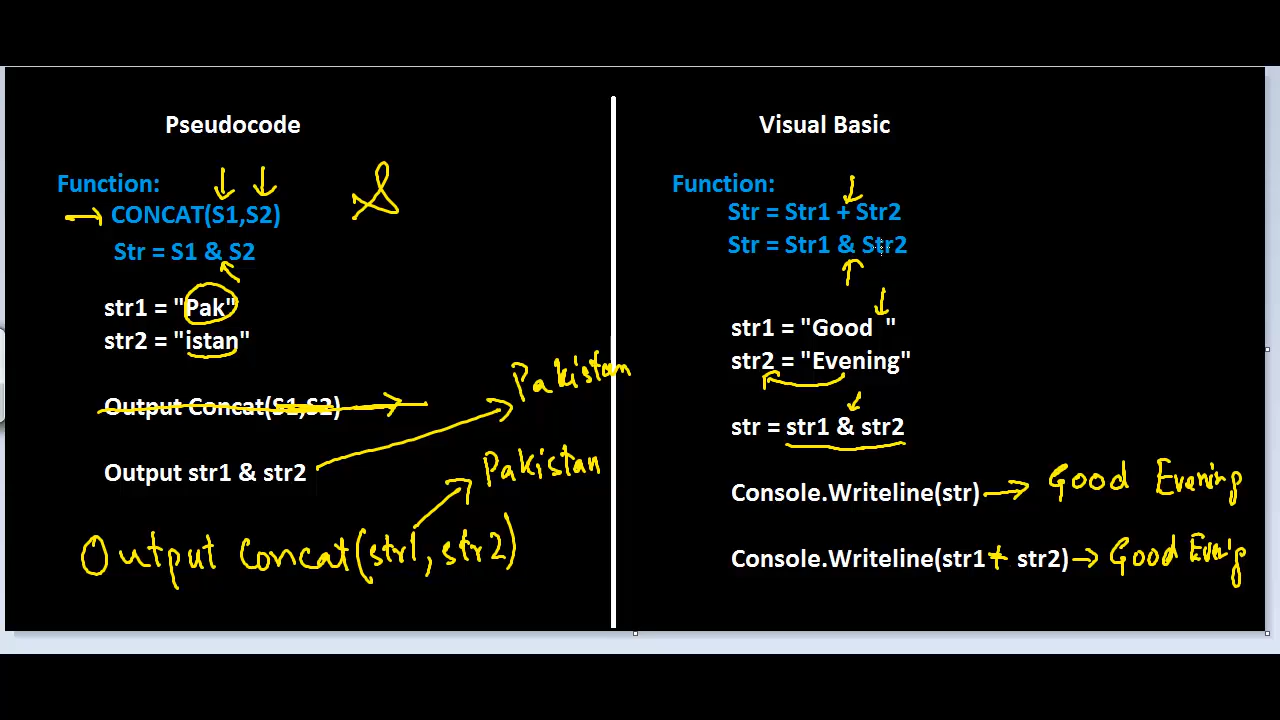 Pseudocode
Function:
CONCAT(S1,S2)
&
Str = S1 & S2
str1 = "Pak"
str2 = "istan"
Output Concat(S1,S2)
Pakistan
Output str1 & str2
Pakistan
Output Concat(str1, str2)
Visual Basic
Function:
Str = Str1 + Str2
Str = Str1 & Str2
str1 = "Good "
str2 = "Evening"
str = str1 & str2
Console.Writeline(str) Good Evening
Console.Writeline(str1 + str2) Good Evenig